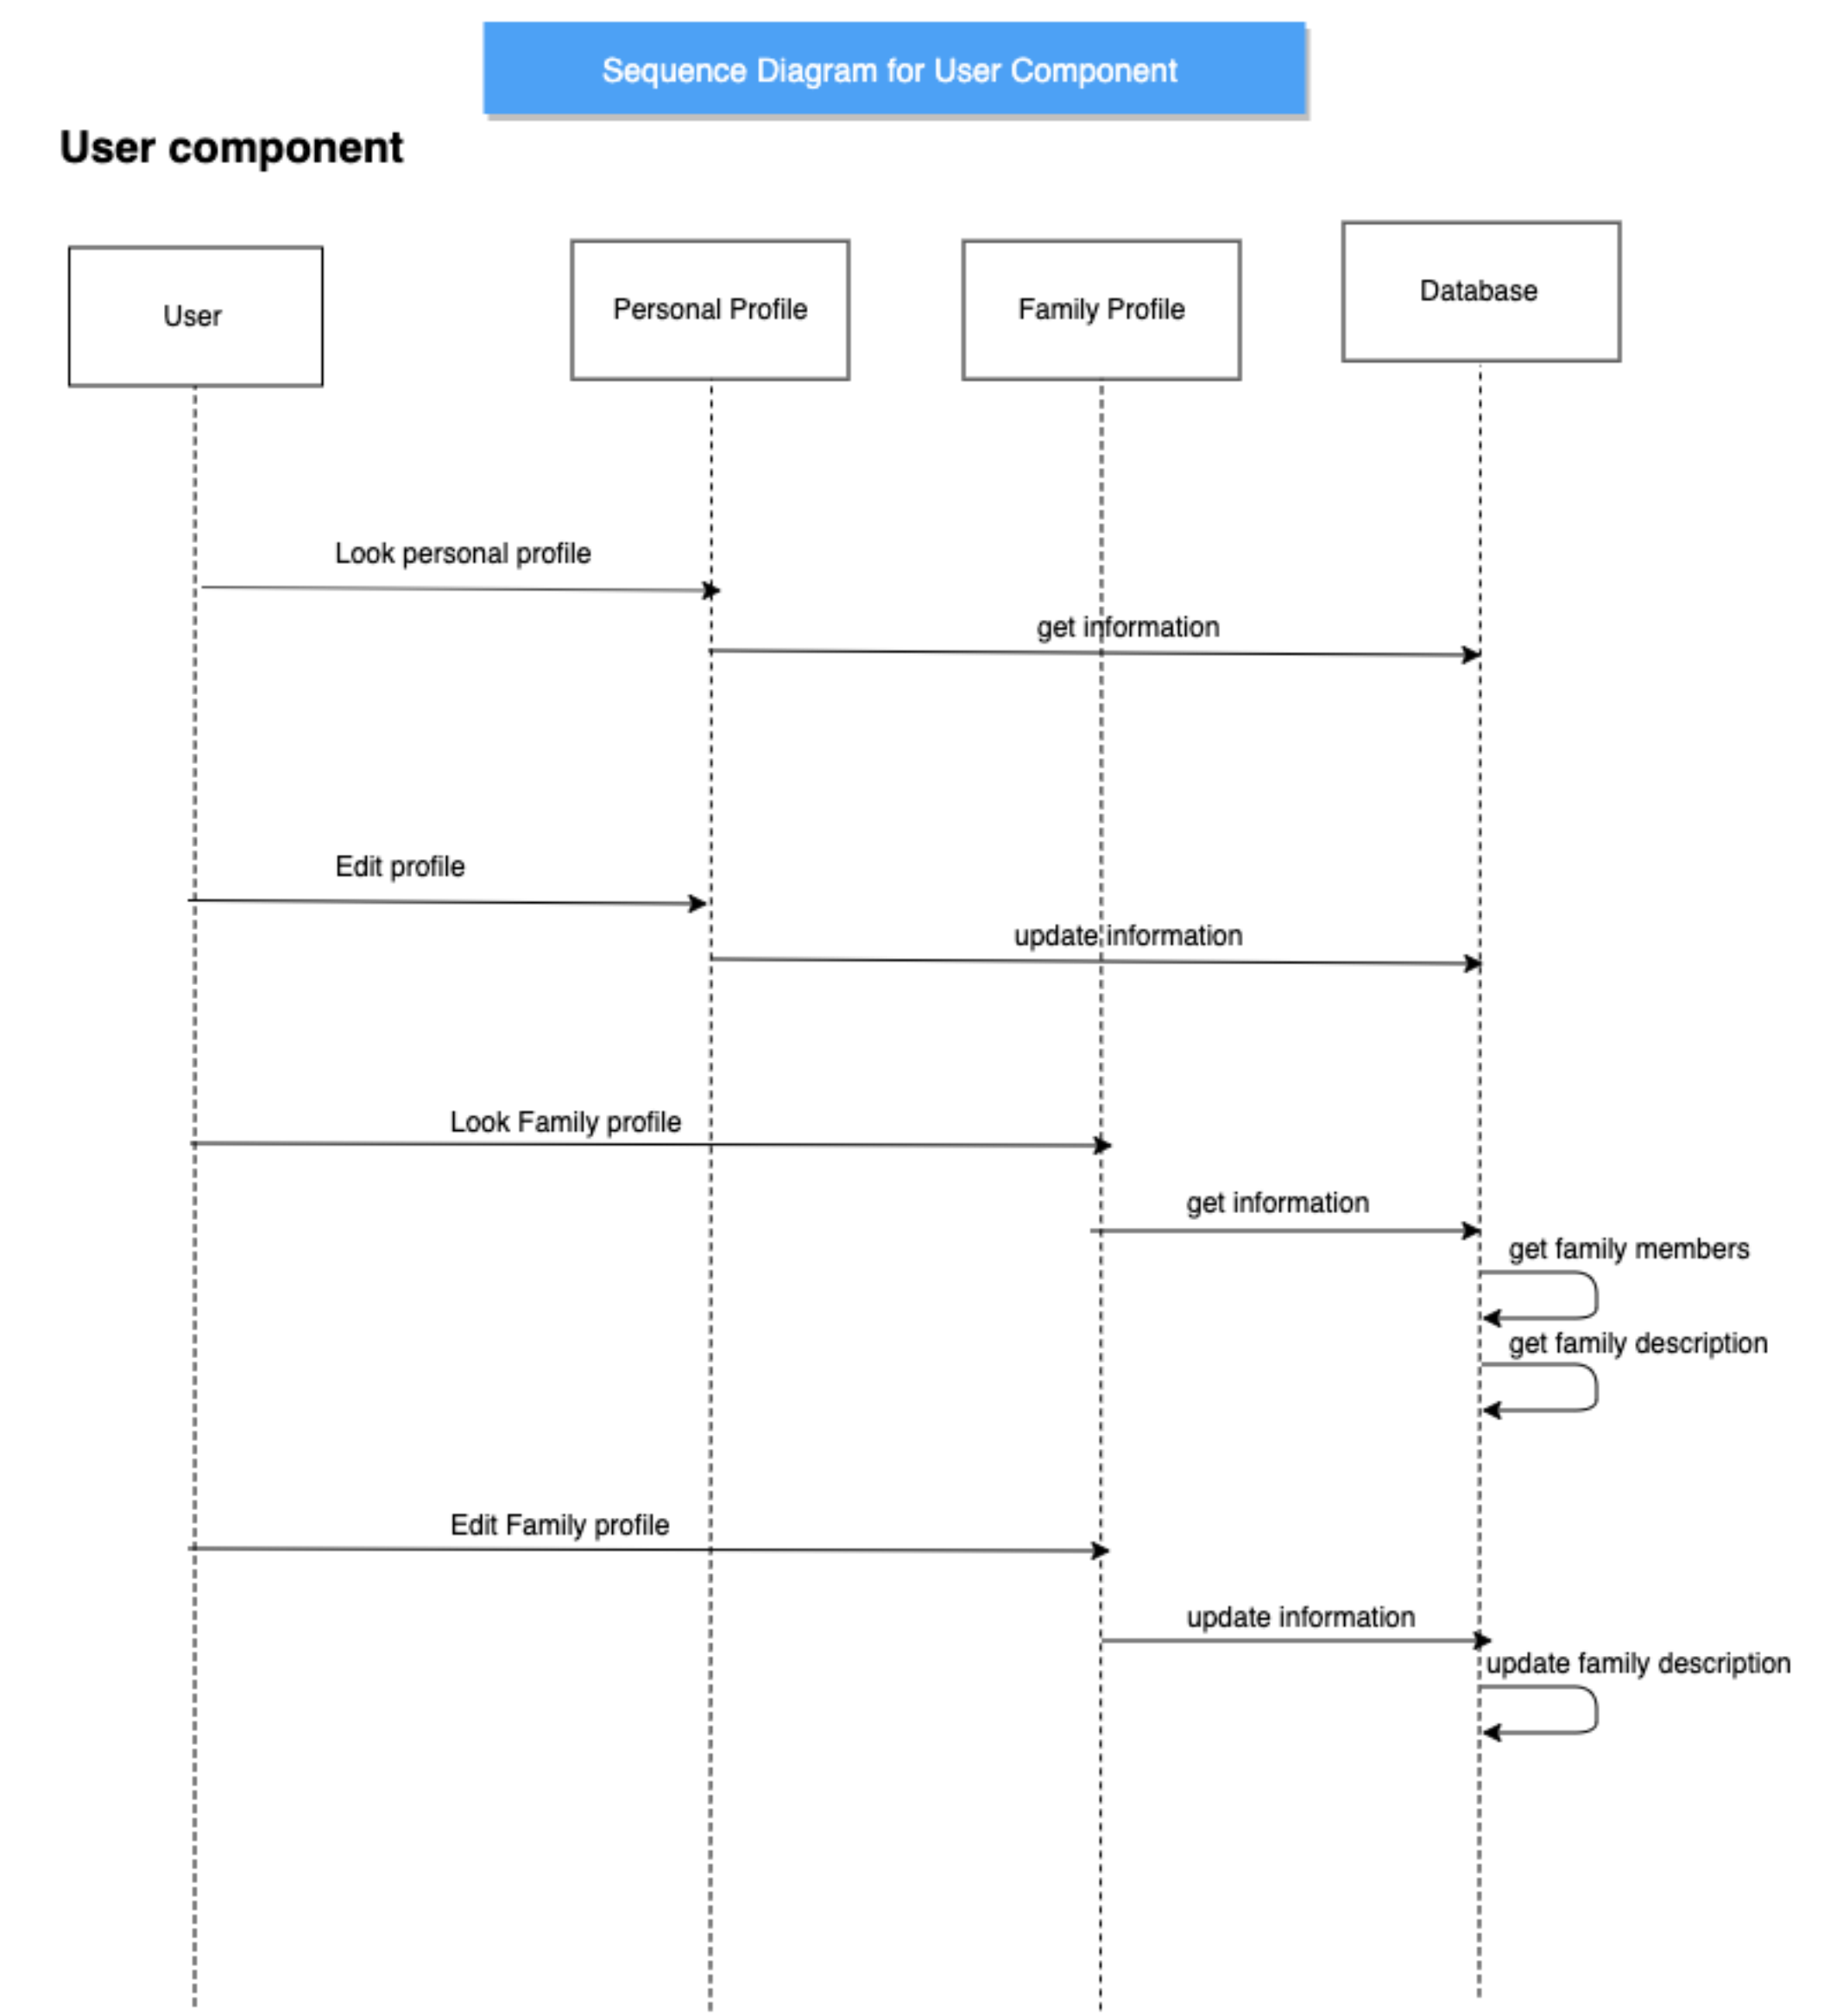 Sequence Diagram for User Component
User component
User
Personal Profile
Family Profile
Database
Look personal profile
get information
Edit profile
update information
Look Family profile
get information
get family members
get family description
Edit Family profile
update information
update family description